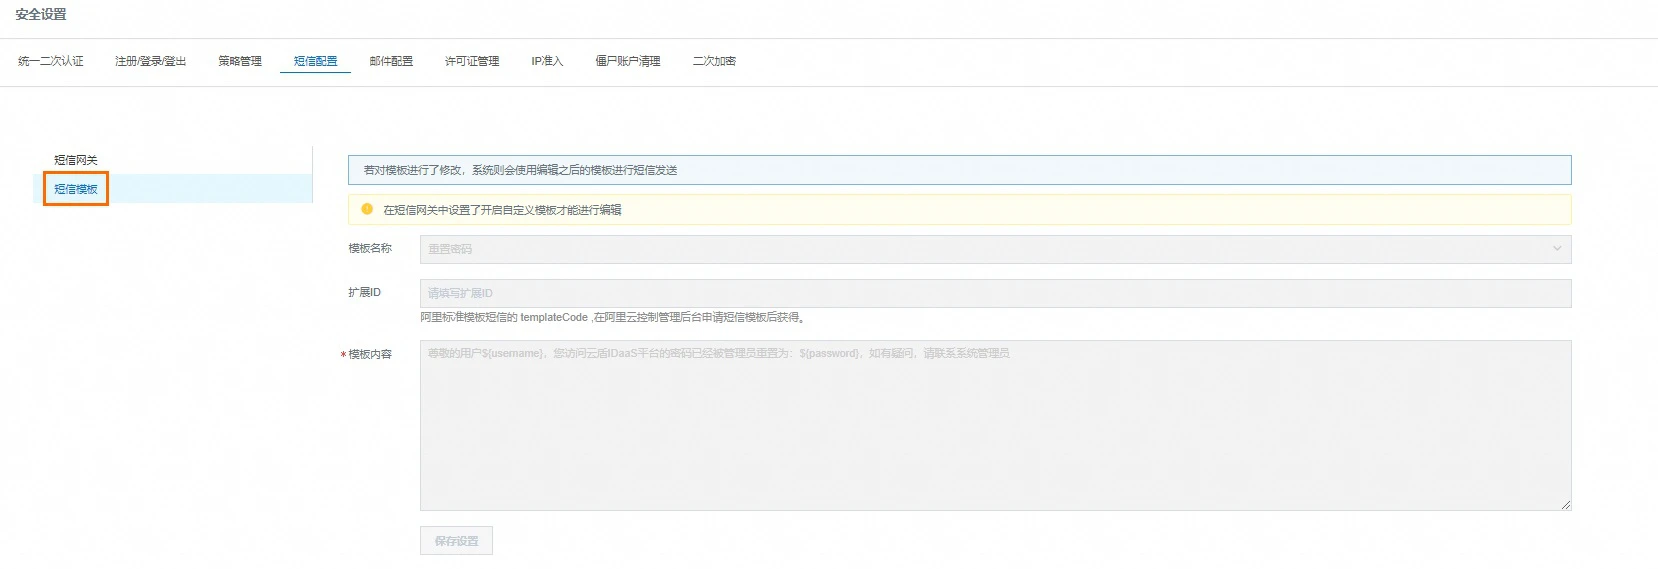 安全设置
统一二次认证 注册/登录/登出 策略管理 短信配置 邮件配置 许可证管理 IP准入 僵尸账户清理 二次加密
短信网关
短信模板
若对模板进行了修改，系统则会使用编辑之后的模板进行短信发送
在短信网关中设置了开启自定义模板才能进行编辑
模板名称 重置密码
扩展ID 请填写扩展ID
阿里标准模板短信的 templateCode ,在阿里云控制管理后台申请短信模板后获得。
* 模板内容 尊敬的用户${username}，您访问云盾IDaaS平台的密码已经被管理员重置为：${password}，如有疑问，请联系系统管理员
保存设置